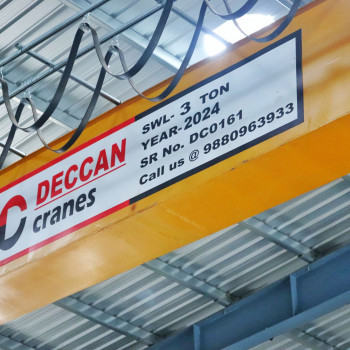 DECCAN
cranes
SWL- 3 TON
YEAR-2024
SR No. DC0161
Call us @ 9880963933